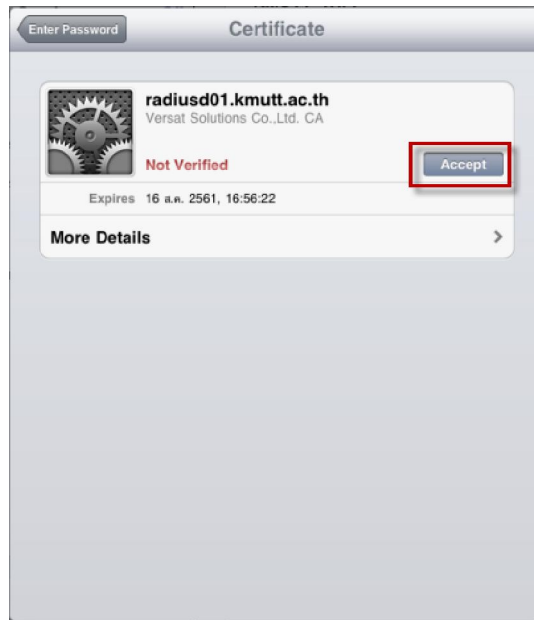 Enter Password
Certificate
radiusd01.kmutt.ac.th
Versat Solutions Co.,Ltd. CA
Not Verified
Accept
Expires 16 ส.ค. 2561, 16:56:22
More Details